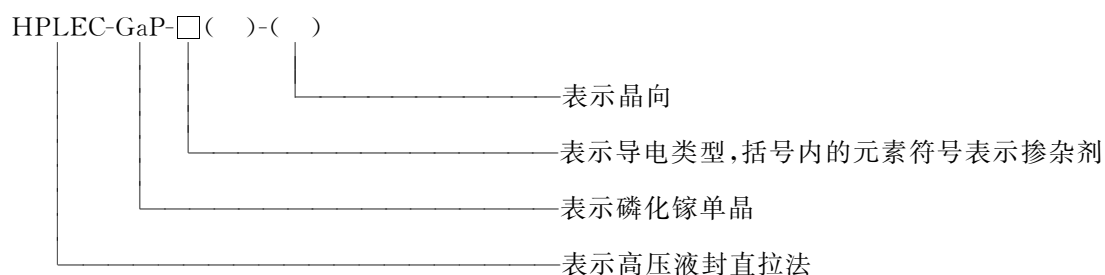 HPLEC-GaP-□( )-( )
表示晶向
表示导电类型,括号内的元素符号表示掺杂剂
表示磷化镓单晶
表示高压液封直拉法